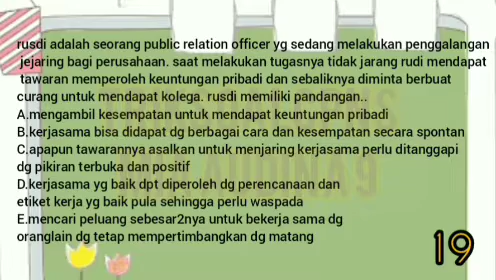 rusdi adalah seorang public relation officer yg sedang melakukan penggalangan
jejaring bagi perusahaan. saat melakukan tugasnya tidak jarang rudi mendapat
tawaran memperoleh keuntungan pribadi dan sebaliknya diminta berbuat
curang untuk mendapat kolega. rusdi memiliki pandangan..
A.mengambil kesempatan untuk mendapat keuntungan pribadi
B.kerjasama bisa didapat dg berbagai cara dan kesempatan secara spontan
C.apapun tawarannya asalkan untuk menjaring kerjasama perlu ditanggapi
dg pikiran terbuka dan positif
D.kerjasama yg baik dpt diperoleh dg perencanaan dan
etiket kerja yg baik pula sehingga perlu waspada
E.mencari peluang sebesar2nya untuk bekerja sama dg
oranglain dg tetap mempertimbangkan dg matang
19